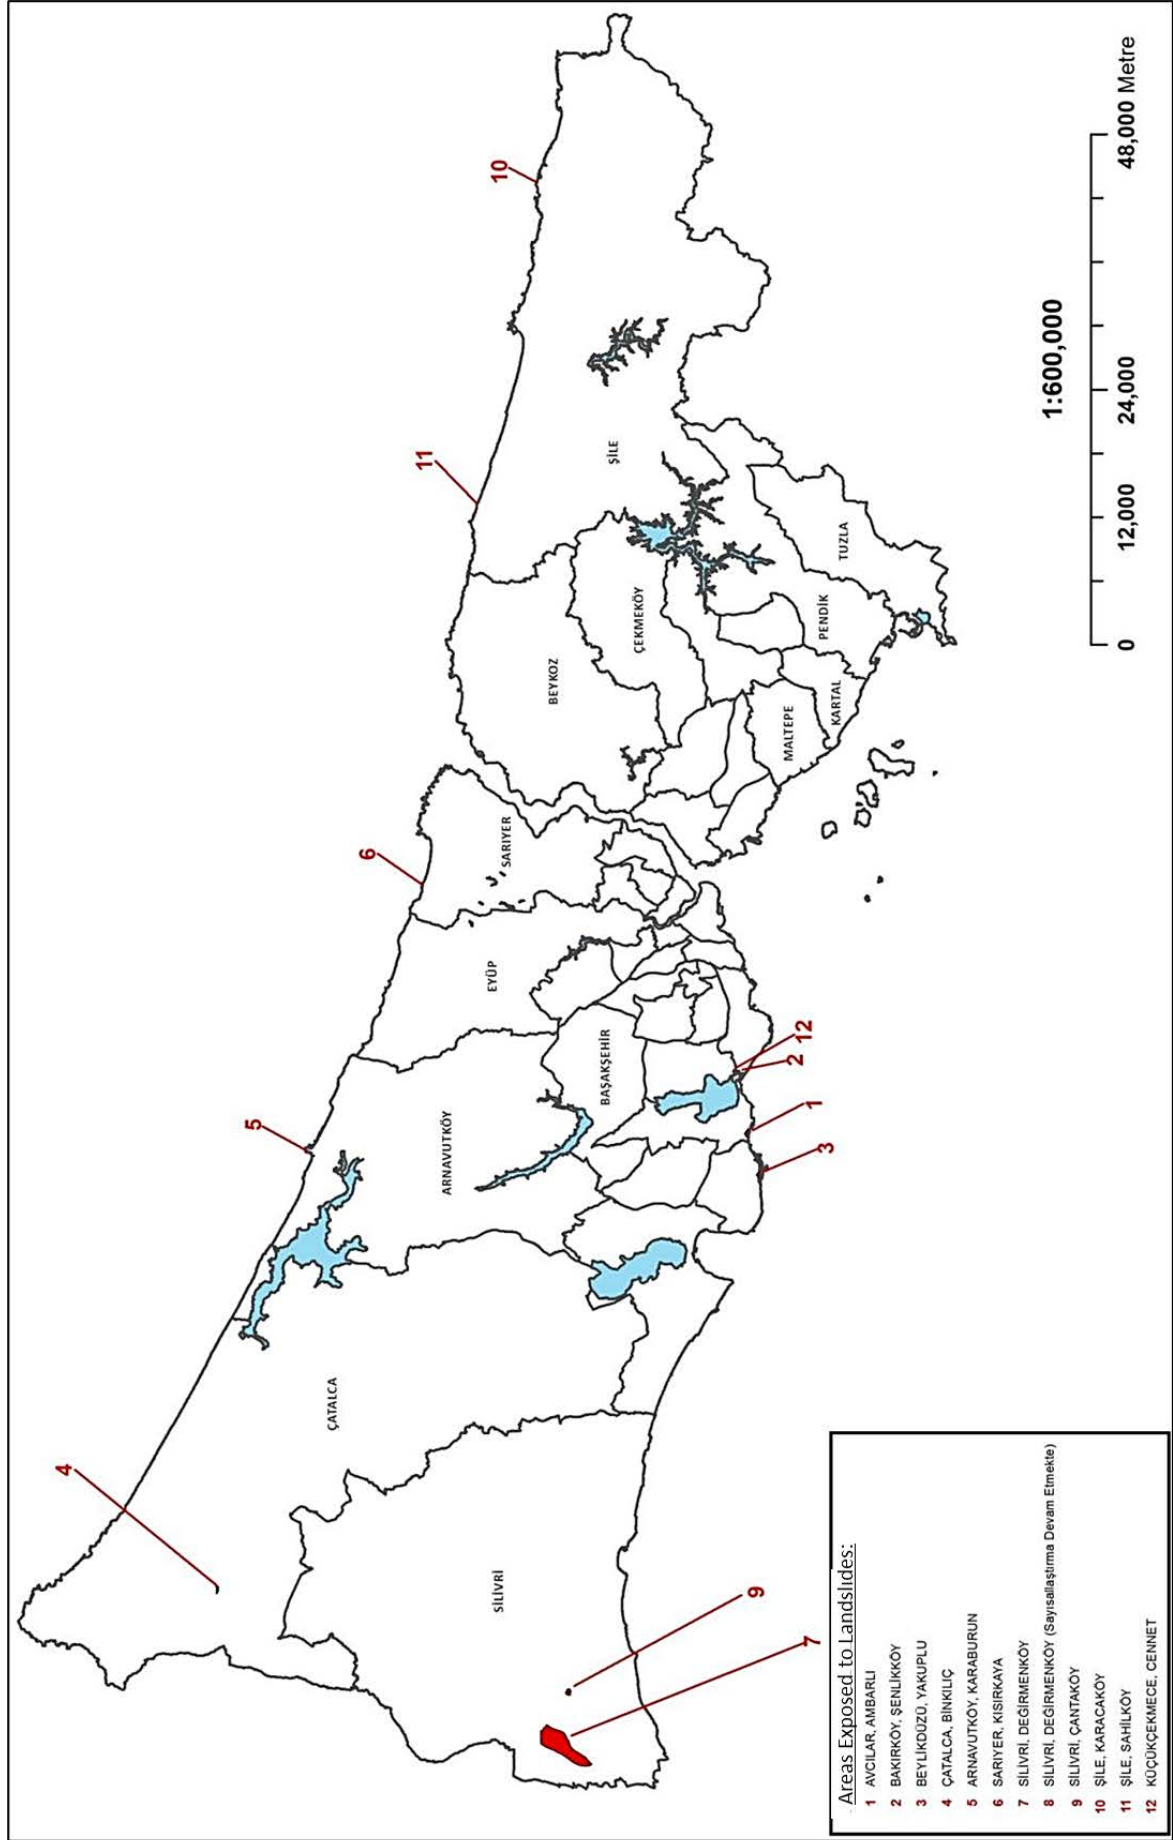 4
5
6
11
10
ÇATALCA
SİLİVRİ
ARNAVUTKÖY
EYÜP
SARIYER
BAŞAKŞEHİR
BEYKOZ
ÇEKMEKÖY
ŞİLE
MALTEPE
KARTAL
PENDİK
TUZLA
9
7
3
1
2
12
1:600,000
0 12,000 24,000 48,000 Metre
Areas Exposed to Landslides:
1 AVCILAR, AMBARLI
2 BAKIRKÖY, ŞENLİKKÖY
3 BEYLİKDÜZÜ, YAKUPLU
4 ÇATALCA, BİNKILIÇ
5 ARNAVUTKÖY, KARABURUN
6 SARIYER, KISIRKAYA
7 SİLİVRİ, DEĞİRMENKÖY
8 SİLİVRİ, DEĞİRMENKÖY (Sayısallaştırma Devam Etmekte)
9 SİLİVRİ, ÇANTAKÖY
10 ŞİLE, KARACAKÖY
11 ŞİLE, SAHİLKÖY
12 KÜÇÜKÇEKMECE, CENNET